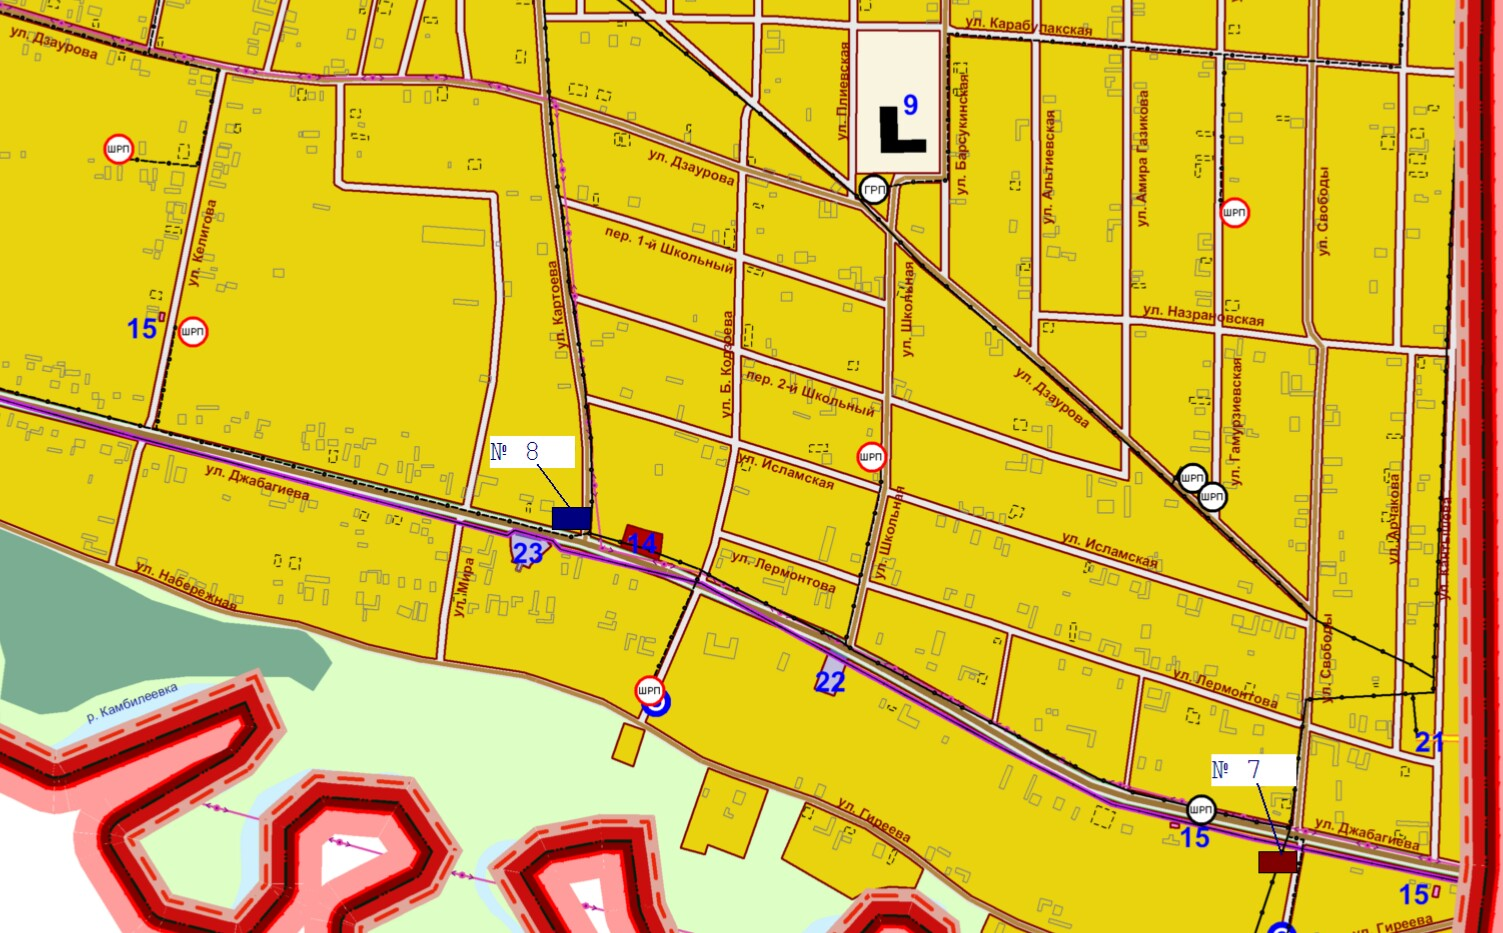 ул. Карабулакская
ул. Дзаурова
ул. Плиевская
9
ул. Барсукинская
ул. Альтиевская
ул. Амира Газикова
ШРП
ул. Дзаурова
ГРП
ул. Келигова
ШРП
ул. Свободы
пер. 1-й Школьный
ул. Картоева
ул. Школьная
15
ШРП
ул. Назрановская
ул. Б. Кодзоева
пер. 2-й Школьный
ул. Дзаурова
ул. Гамурзиевская
№ 8
ШРП
ул. Исламская
ул. Джабагиева
ШРП
ШРП
ул. Арчакова
ул. Школьная
14
23
ул. Исламская
ул. Лермонтова
ул. Набережная
ул. Мира
ул. Свободы
22
ШРП
ул. Лермонтова
р. Камбилеевка
21
№ 7
ул. Гиреева
ШРП
15
ул. Джабагиева
15
ул. Гиреева